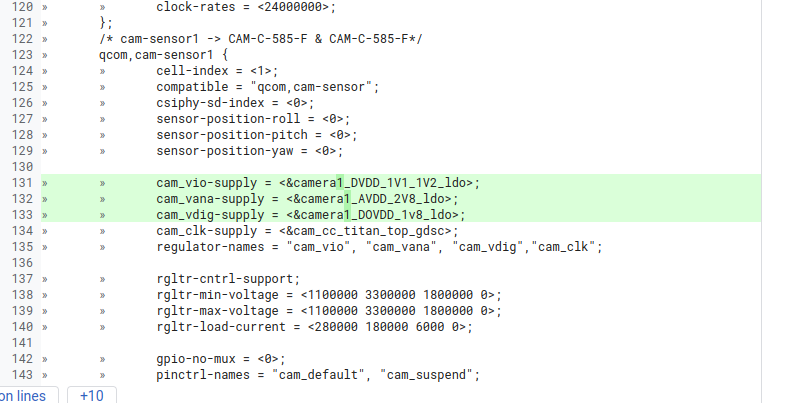 120 » » clock-rates = <24000000>;
121 » };
122 » /* cam-sensor1 -> CAM-C-585-F & CAM-C-585-F*/
123 » qcom,cam-sensor1 {
124 » » cell-index = <1>;
125 » » compatible = "qcom,cam-sensor";
126 » » csiphy-sd-index = <0>;
127 » » sensor-position-roll = <0>;
128 » » sensor-position-pitch = <0>;
129 » » sensor-position-yaw = <0>;
130
131 » » cam_vio-supply = <&camera1_DVDD_1V1_1V2_ldo>;
132 » » cam_vana-supply = <&camera1_AVDD_2V8_ldo>;
133 » » cam_vdig-supply = <&camera1_DOVDD_1v8_ldo>;
134 » » cam_clk-supply = <&cam_cc_titan_top_gdsc>;
135 » » regulator-names = "cam_vio", "cam_vana", "cam_vdig","cam_clk";
136
137 » » rgltr-cntrl-support;
138 » » rgltr-min-voltage = <1100000 3300000 1800000 0>;
139 » » rgltr-max-voltage = <1100000 3300000 1800000 0>;
140 » » rgltr-load-current = <280000 180000 6000 0>;
141
142 » » gpio-no-mux = <0>;
143 » » pinctrl-names = "cam_default", "cam_suspend";
on lines +10